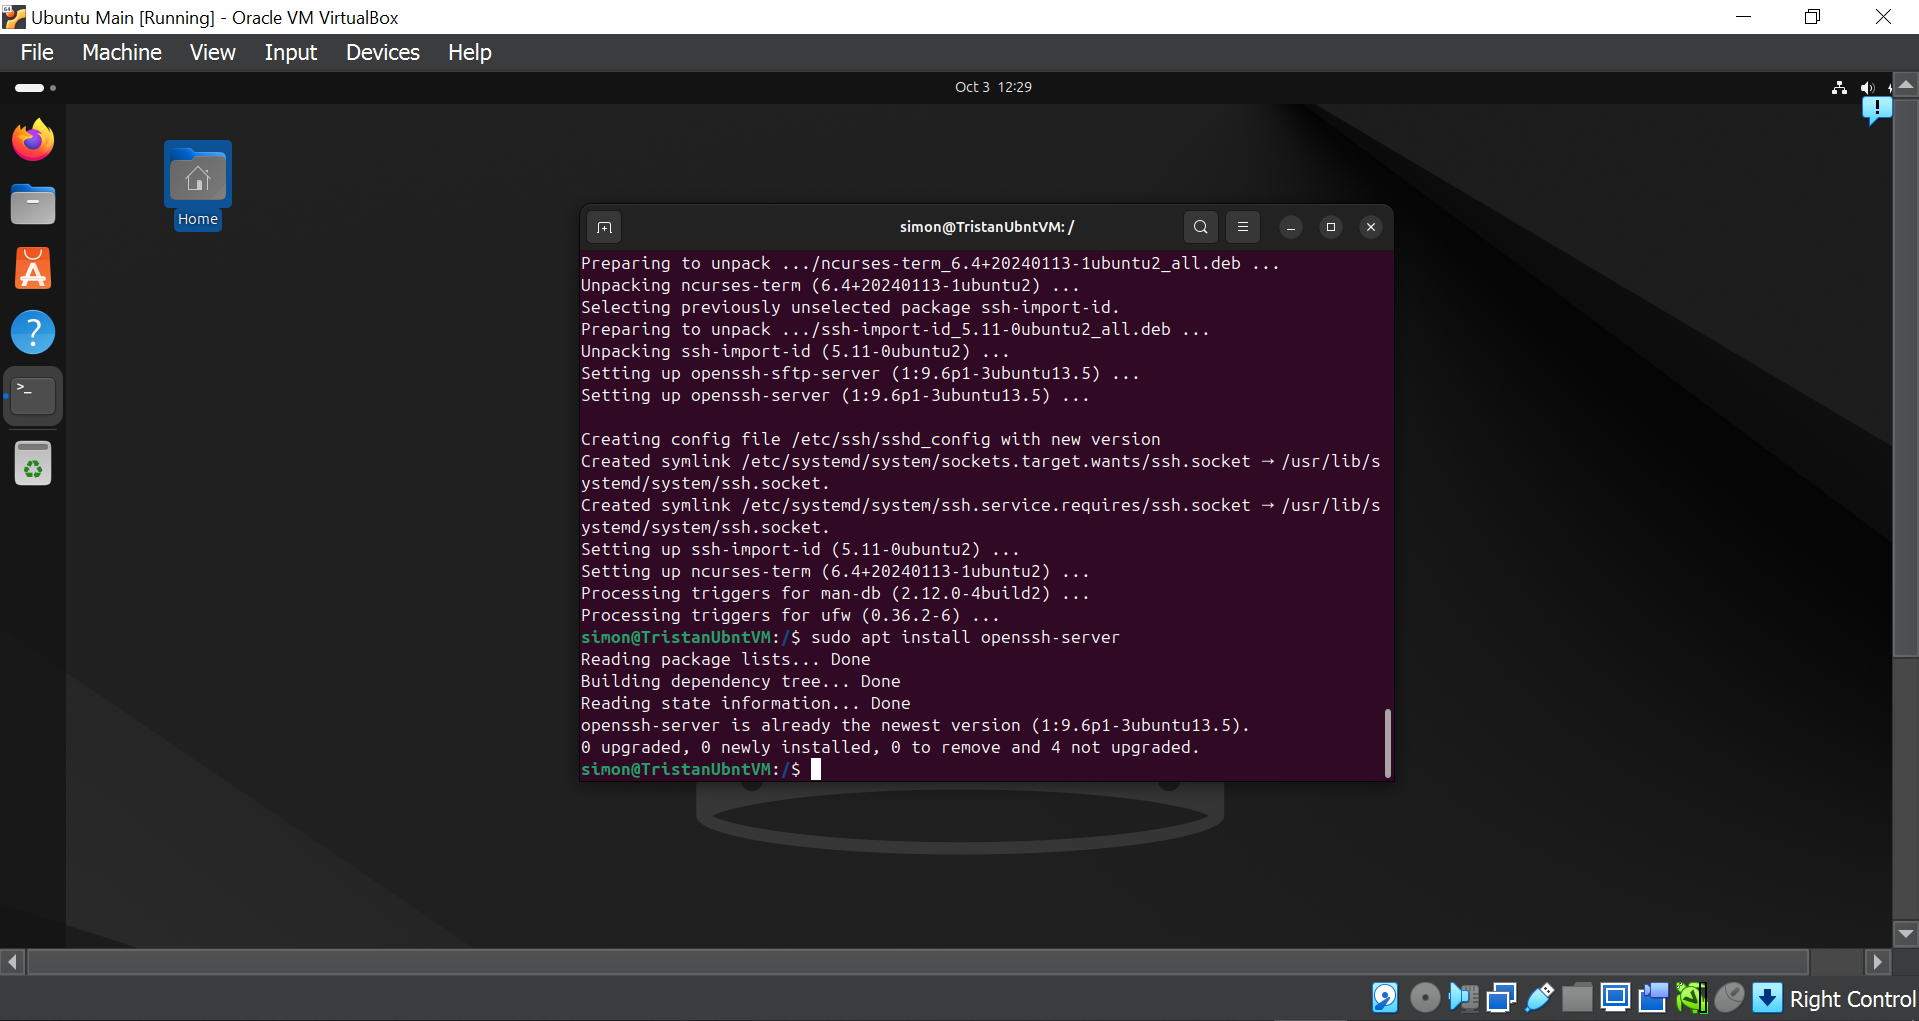 Ubuntu Main [Running] - Oracle VM VirtualBox
File Machine View Input Devices Help
Oct 3 12:29
Home
simon@TristanUbntVM: /
Preparing to unpack .../ncurses-term_6.4+20240113-1ubuntu2_all.deb ...
Unpacking ncurses-term (6.4+20240113-1ubuntu2) ...
Selecting previously unselected package ssh-import-id.
Preparing to unpack .../ssh-import-id_5.11-0ubuntu2_all.deb ...
Unpacking ssh-import-id (5.11-0ubuntu2) ...
Setting up openssh-sftp-server (1:9.6p1-3ubuntu13.5) ...
Setting up openssh-server (1:9.6p1-3ubuntu13.5) ...
Creating config file /etc/ssh/sshd_config with new version
Created symlink /etc/systemd/system/sockets.target.wants/ssh.socket → /usr/lib/s
ystemd/system/ssh.socket.
Created symlink /etc/systemd/system/ssh.service.requires/ssh.socket → /usr/lib/s
ystemd/system/ssh.socket.
Setting up ssh-import-id (5.11-0ubuntu2) ...
Setting up ncurses-term (6.4+20240113-1ubuntu2) ...
Processing triggers for man-db (2.12.0-4build2) ...
Processing triggers for ufw (0.36.2-6) ...
simon@TristanUbntVM:/$ sudo apt install openssh-server
Reading package lists... Done
Building dependency tree... Done
Reading state information... Done
openssh-server is already the newest version (1:9.6p1-3ubuntu13.5).
0 upgraded, 0 newly installed, 0 to remove and 4 not upgraded.
simon@TristanUbntVM:/$
Right Control